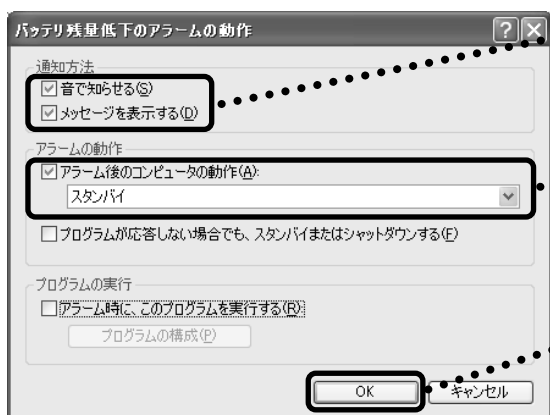 バッテリ残量低下のアラームの動作
通知方法
音で知らせる(S)
メッセージを表示する(D)
アラームの動作
アラーム後のコンピュータの動作(A):
スタンバイ
プログラムが応答しない場合でも、スタンバイまたはシャットダウンする(F)
プログラムの実行
アラーム時に、このプログラムを実行する(R):
プログラムの構成(P)
OK キャンセル